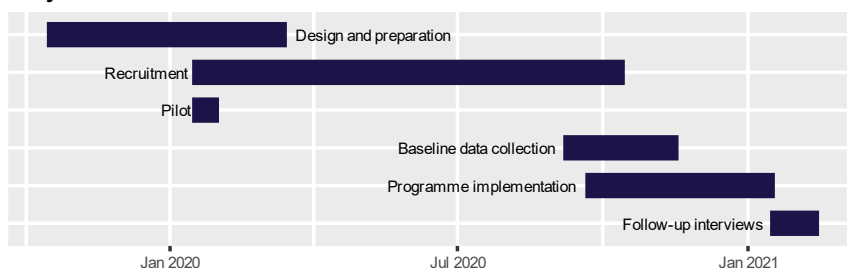 Design and preparation
Recruitment
Pilot
Baseline data collection
Programme implementation
Follow-up interviews
Jan 2020 Jul 2020 Jan 2021